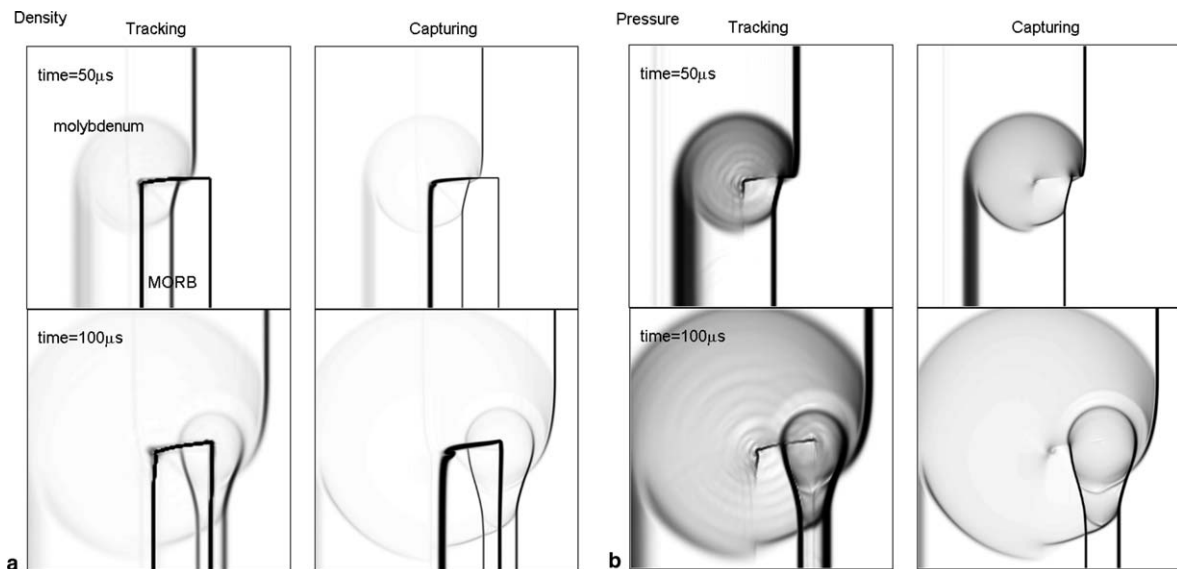 Density
Tracking
Capturing
time=50μs
molybdenum
MORB
time=100μs
a
Pressure
Tracking
Capturing
time=50μs
time=100μs
b